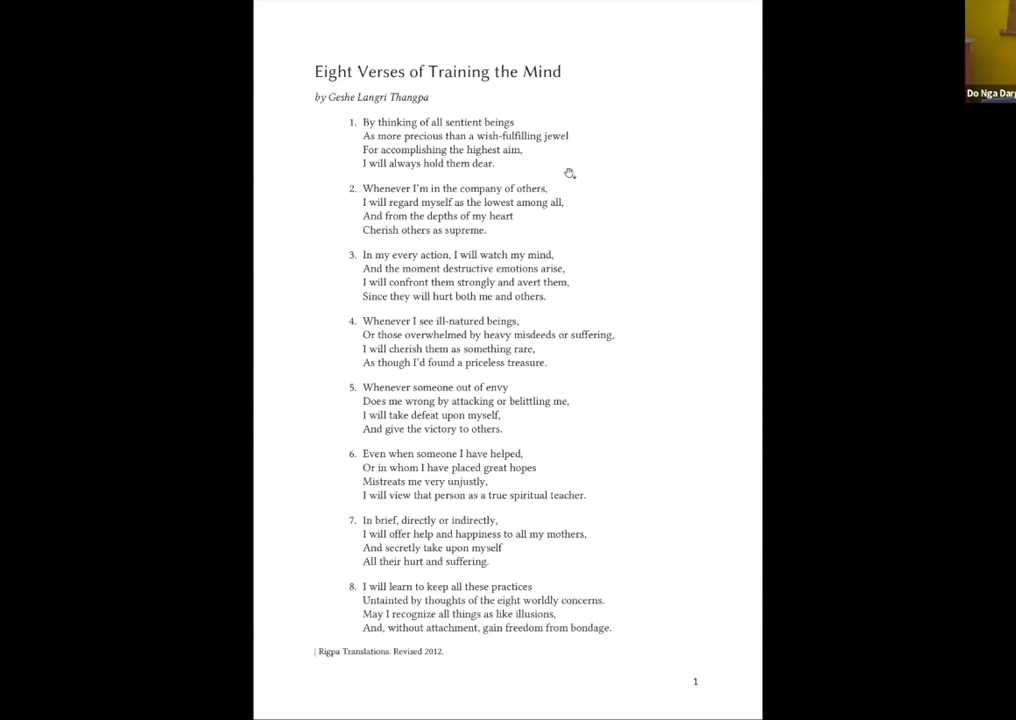 Eight Verses of Training the Mind
by Geshe Langri Thangpa
1. By thinking of all sentient beings
As more precious than a wish-fulfilling jewel
For accomplishing the highest aim,
I will always hold them dear.
2. Whenever I'm in the company of others,
I will regard myself as the lowest among all,
And from the depths of my heart
Cherish others as supreme.
3. In my every action, I will watch my mind,
And the moment destructive emotions arise,
I will confront them strongly and avert them,
Since they will hurt both me and others.
4. Whenever I see ill-natured beings,
Or those overwhelmed by heavy misdeeds or suffering,
I will cherish them as something rare,
As though I'd found a priceless treasure.
5. Whenever someone out of envy
Does me wrong by attacking or belittling me,
I will take defeat upon myself,
And give the victory to others.
6. Even when someone I have helped,
Or in whom I have placed great hopes
Mistreats me very unjustly,
I will view that person as a true spiritual teacher.
7. In brief, directly or indirectly,
I will offer help and happiness to all my mothers,
And secretly take upon myself
All their hurt and suffering.
8. I will learn to keep all these practices
Untainted by thoughts of the eight worldly concerns.
May I recognize all things as like illusions,
And, without attachment, gain freedom from bondage.
| Rigpa Translations. Revised 2012.
1
Do Nga